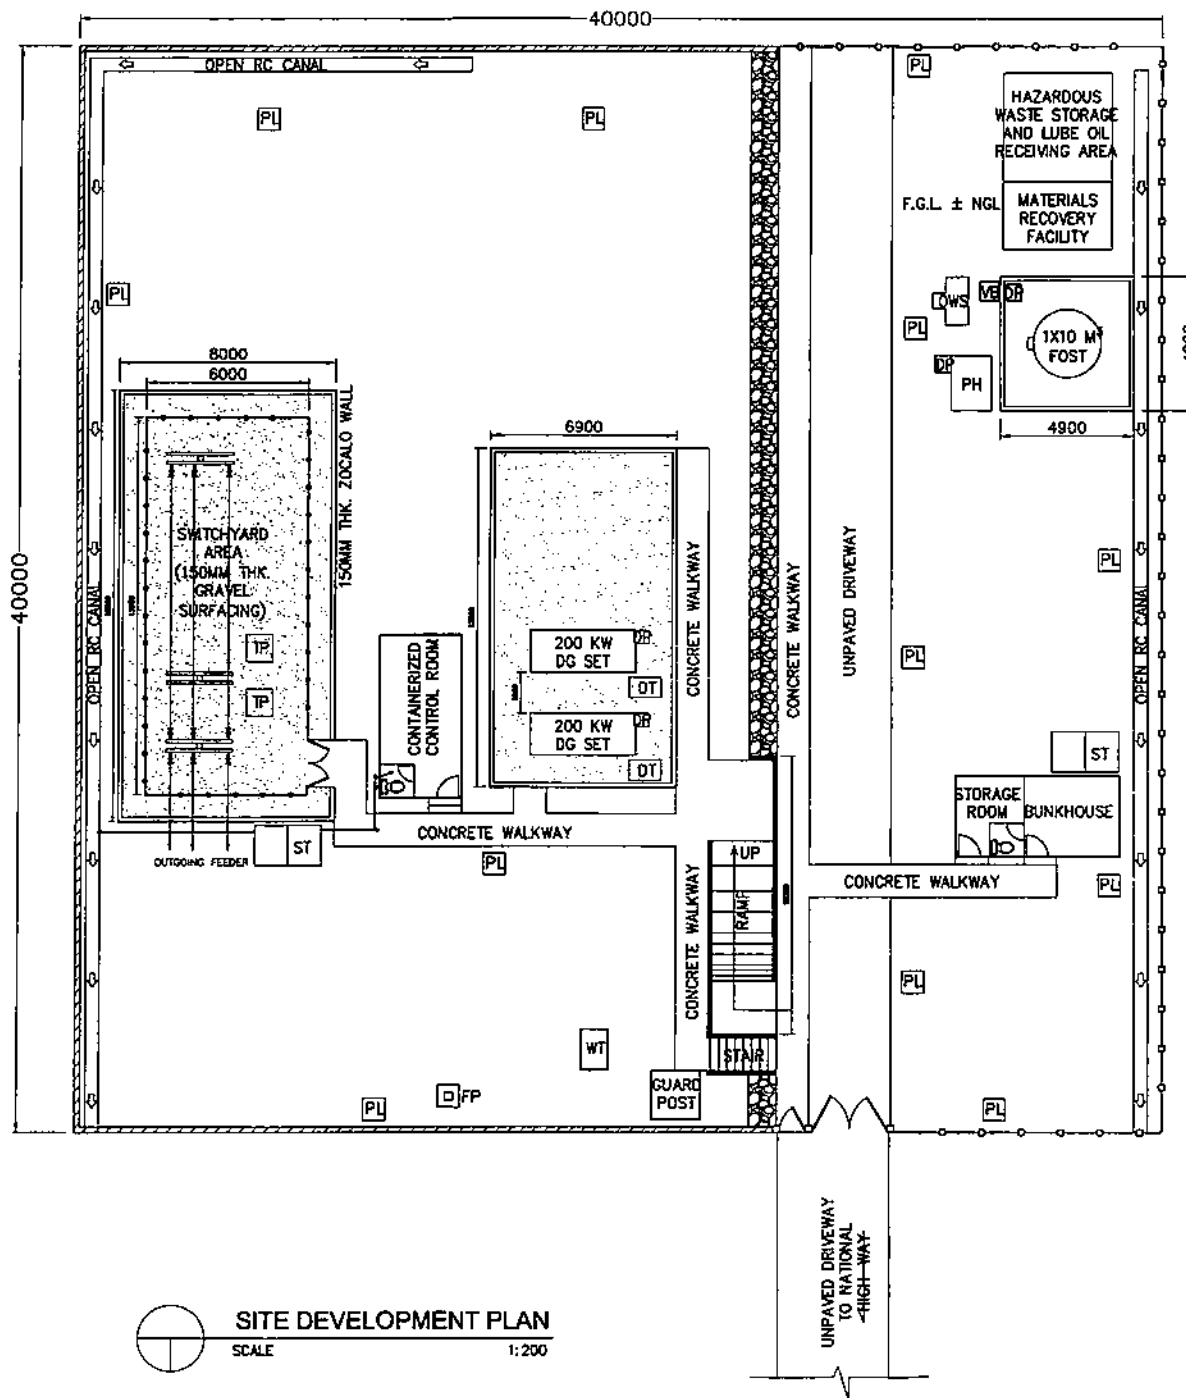 40000
OPEN RC CANAL
PL
PL
PL
HAZARDOUS
WASTE STORAGE
AND LUBE OIL
RECEIVING AREA
F.G.L. ± NGL
MATERIALS
RECOVERY
FACILITY
PL
OWS
VB
DP
PL
1X10 M³
FOST
DP
PH
4900
8000
6000
150MM THK. ZOCALO WALL
6900
40000
SWITCHYARD
AREA
(150MM THK.
GRAVEL
SURFACING)
TP
TP
OPEN RC CANAL
CONTAINERIZED
CONTROL ROOM
200 KW
DG SET
DP
DT
200 KW
DG SET
DP
DT
CONCRETE WALKWAY
CONCRETE WALKWAY
UNPAVED DRIVEWAY
PL
PL
OPEN RC CANAL
ST
STORAGE
ROOM
BUNKHOUSE
CONCRETE WALKWAY
OUTGOING FEEDER
ST
PL
UP
RAMP
CONCRETE WALKWAY
CONCRETE WALKWAY
PL
PL
WT
STAIR
GUARD
POST
FP
PL
PL
UNPAVED DRIVEWAY
TO NATIONAL
HIGH WAY
SITE DEVELOPMENT PLAN
SCALE
1:200